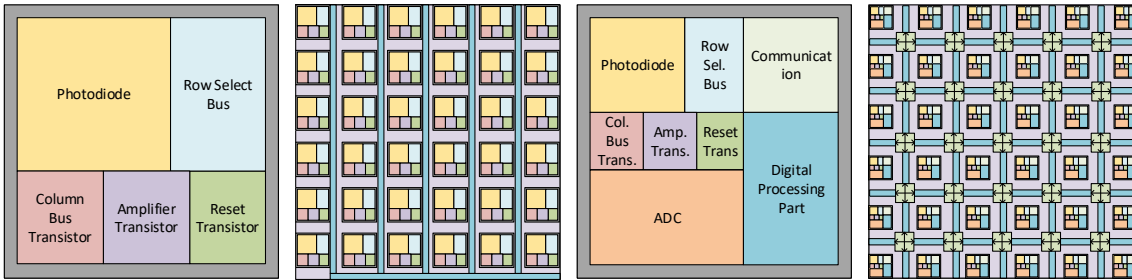 Photodiode
Row Select
Bus
Column
Bus
Transistor
Amplifier
Transistor
Reset
Transistor
Photodiode
Row
Sel.
Bus
Communicat
ion
Col.
Bus
Trans.
Amp.
Trans.
Reset
Trans
Digital
Processing
Part
ADC